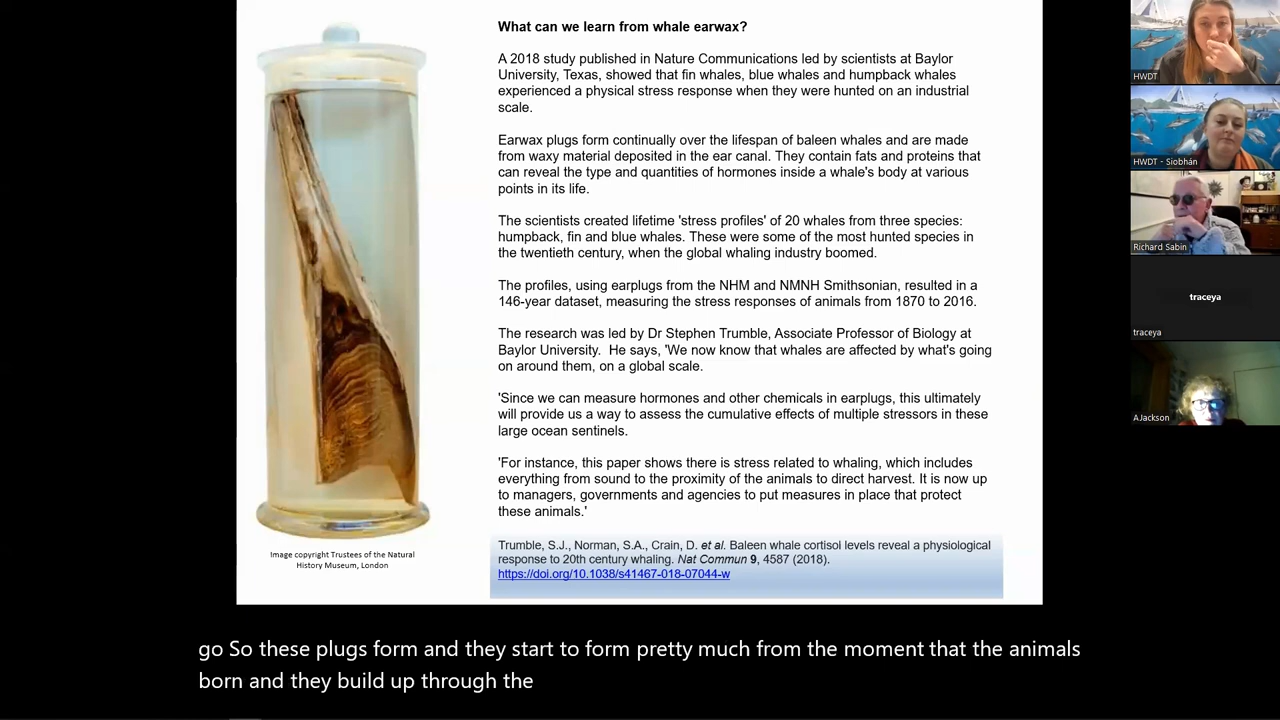 What can we learn from whale earwax?
A 2018 study published in Nature Communications led by scientists at Baylor
University, Texas, showed that fin whales, blue whales and humpback whales
experienced a physical stress response when they were hunted on an industrial
scale.
Earwax plugs form continually over the lifespan of baleen whales and are made
from waxy material deposited in the ear canal. They contain fats and proteins that
can reveal the type and quantities of hormones inside a whale's body at various
points in its life.
The scientists created lifetime 'stress profiles' of 20 whales from three species:
humpback, fin and blue whales. These were some of the most hunted species in
the twentieth century, when the global whaling industry boomed.
The profiles, using earplugs from the NHM and NMNH Smithsonian, resulted in a
146-year dataset, measuring the stress responses of animals from 1870 to 2016.
The research was led by Dr Stephen Trumble, Associate Professor of Biology at
Baylor University.  He says, 'We now know that whales are affected by what's going
on around them, on a global scale.
'Since we can measure hormones and other chemicals in earplugs, this ultimately
will provide us a way to assess the cumulative effects of multiple stressors in these
large ocean sentinels.
'For instance, this paper shows there is stress related to whaling, which includes
everything from sound to the proximity of the animals to direct harvest. It is now up
to managers, governments and agencies to put measures in place that protect
these animals.'
Trumble, S.J., Norman, S.A., Crain, D. et al. Baleen whale cortisol levels reveal a physiological
response to 20th century whaling. Nat Commun 9, 4587 (2018).
https://doi.org/10.1038/s41467-018-07044-w
Image copyright Trustees of the Natural
History Museum, London
HWDT
HWDT - Siobhán
Richard Sabin
traceya
traceya
A Jackson
go So these plugs form and they start to form pretty much from the moment that the animals
born and they build up through the